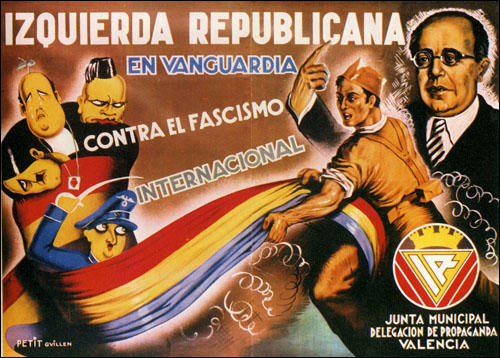 IZQUIERDA REPUBLICANA
EN VANGUARDIA
CONTRA EL FASCISMO
INTERNACIONAL
IR
JUNTA MUNICIPAL
DELEGACION DE PROPAGANDA
VALENCIA
PETIT GUILLEN